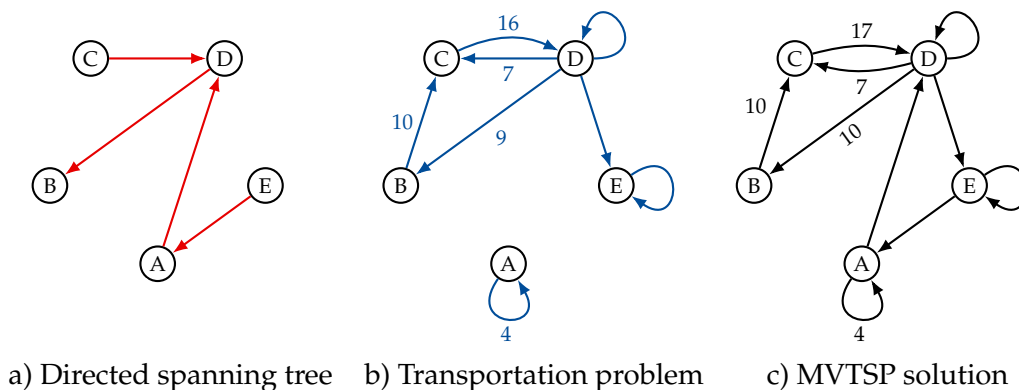 C
D
B
E
A
a) Directed spanning tree
16
C
D
7
10
9
B
E
A
4
b) Transportation problem
17
C
D
7
10
10
B
E
A
4
c) MVTSP solution